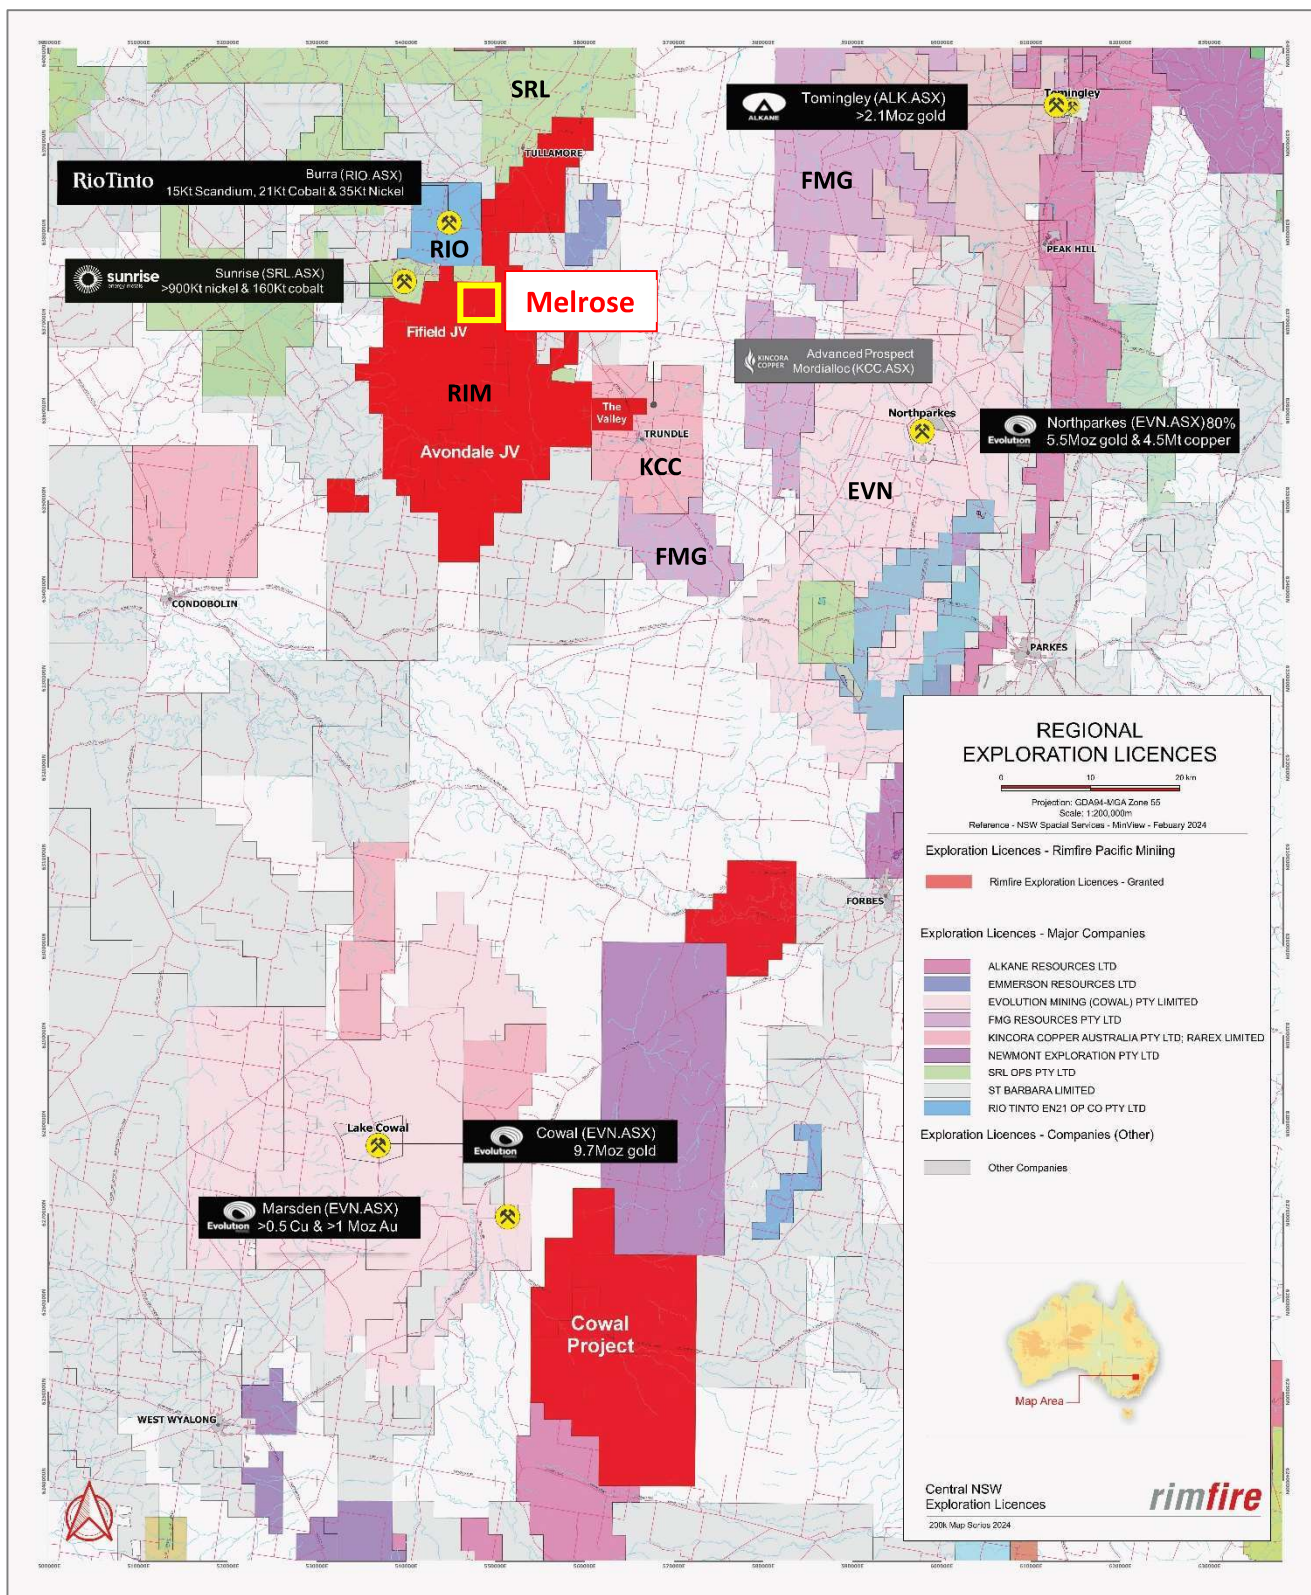 SRL
TULLAMORE
RioTinto
Burra (RIO.ASX)
15Kt Scandium, 21Kt Cobalt & 35Kt Nickel
RIO
sunrise
energy metals
Sunrise (SRL.ASX)
>900Kt nickel & 160Kt cobalt
Melrose
Fifield JV
RIM
Avondale JV
The
Valley
TRUNDLE
KCC
FMG
ALKANE
Tomingley (ALK.ASX)
>2.1Moz gold
Tomingley
FMG
PEAK HILL
KINCORA
COPPER
Advanced Prospect
Mordialloc (KCC.ASX)
Northparkes
Evolution
Northparkes (EVN.ASX)80%
5.5Moz gold & 4.5Mt copper
EVN
CONDOBOLIN
PARKES
FORBES
Lake Cowal
Evolution
Cowal (EVN.ASX)
9.7Moz gold
Evolution
Marsden (EVN.ASX)
>0.5 Cu & >1 Moz Au
Cowal
Project
WEST WYALONG
REGIONAL
EXPLORATION LICENCES
0 10 20 km
Projection: GDA94-MGA Zone 55
Scale: 1:200,000m
Reference - NSW Spacial Services - MinView - Febuary 2024
Exploration Licences - Rimfire Pacific Miniing
Rimfire Exploration Licences - Granted
Exploration Licences - Major Companies
ALKANE RESOURCES LTD
EMMERSON RESOURCES LTD
EVOLUTION MINING (COWAL) PTY LIMITED
FMG RESOURCES PTY LTD
KINCORA COPPER AUSTRALIA PTY LTD; RAREX LIMITED
NEWMONT EXPLORATION PTY LTD
SRL OPS PTY LTD
ST BARBARA LIMITED
RIO TINTO EN21 OP CO PTY LTD
Exploration Licences - Companies (Other)
Other Companies
Map Area
Central NSW
Exploration Licences
200k Map Series 2024
rimfire